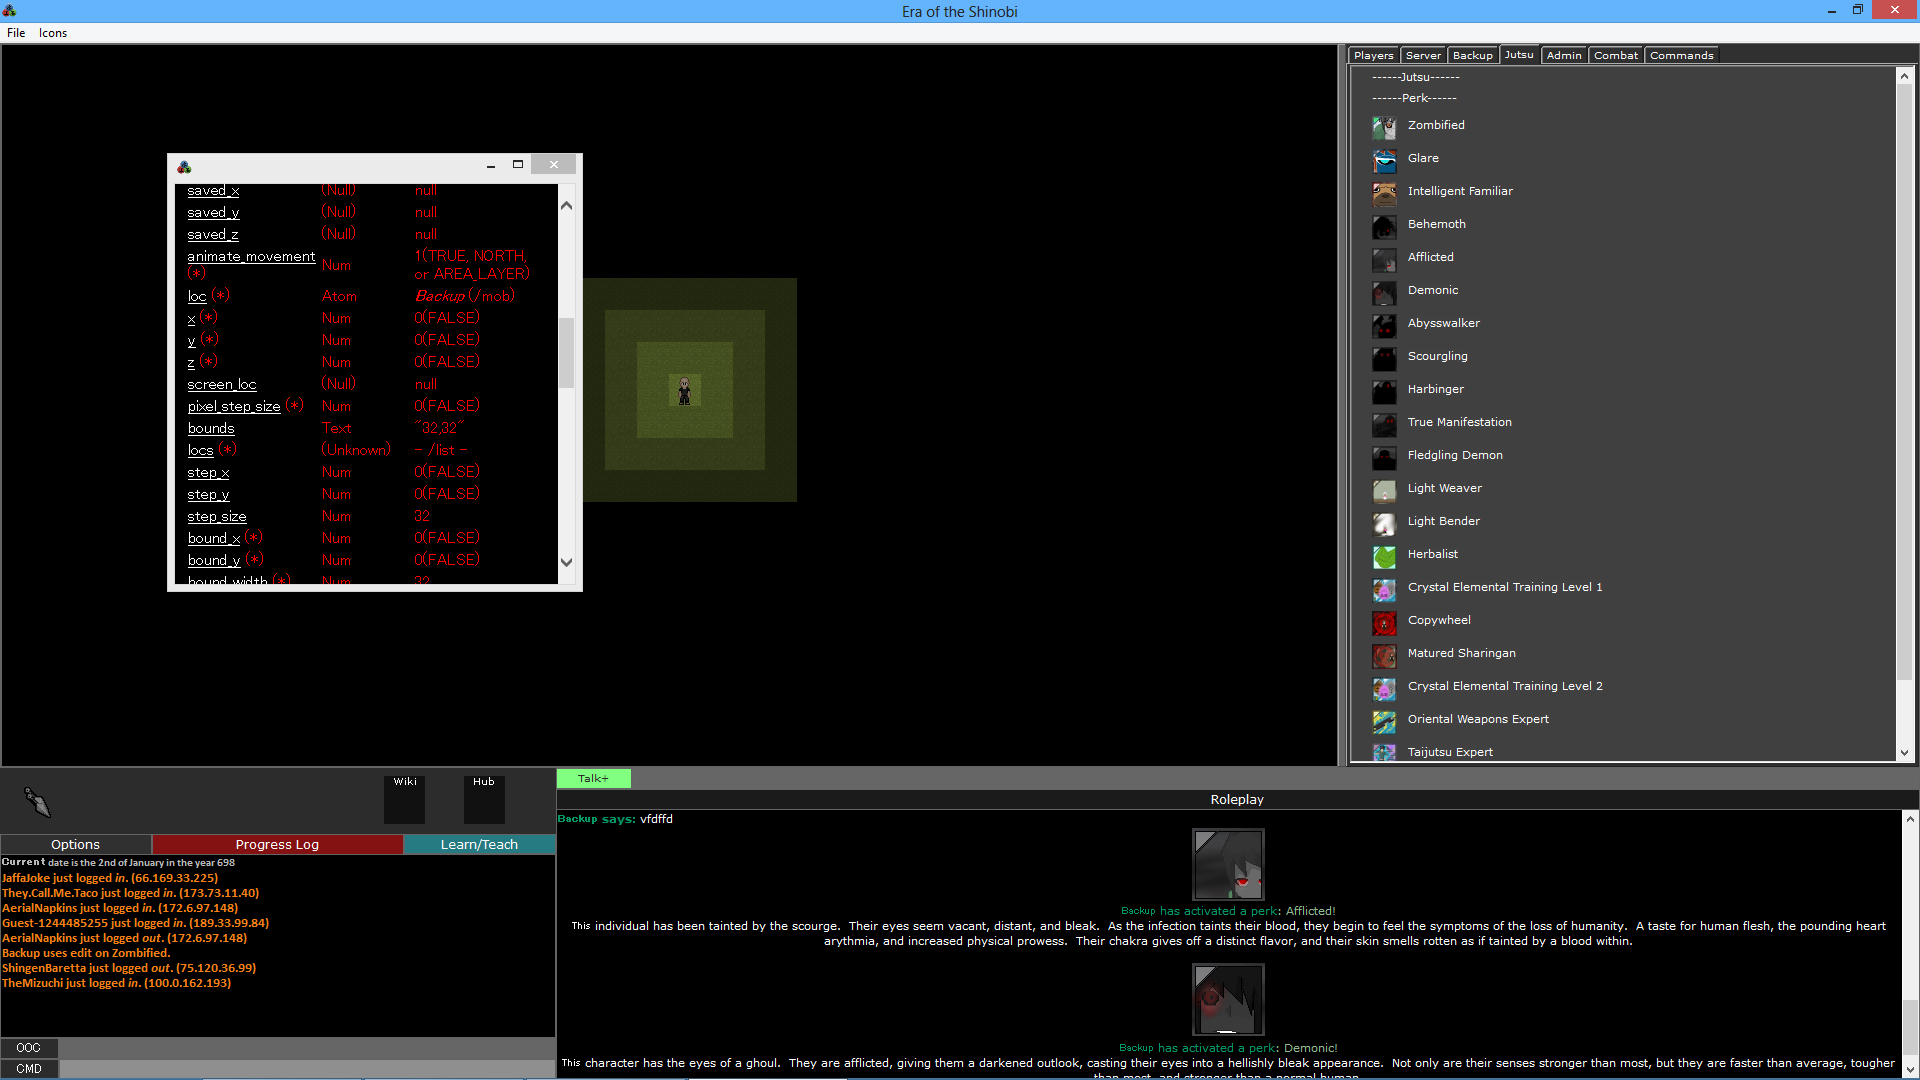 Era of the Shinobi
File Icons
Players Server Backup Jutsu Admin Combat Commands
------Jutsu------
------Perk------
Zombified
Glare
Intelligent Familiar
Behemoth
Afflicted
Demonic
Abysswalker
Scourgling
Harbinger
True Manifestation
Fledgling Demon
Light Weaver
Light Bender
Herbalist
Crystal Elemental Training Level 1
Copywheel
Matured Sharingan
Crystal Elemental Training Level 2
Oriental Weapons Expert
Taijutsu Expert
saved_x (Null) null
saved_y (Null) null
saved_z (Null) null
animate_movement (*) Num 1(TRUE, NORTH, or AREA_LAYER)
loc (*) Atom Backup (/mob)
x (*) Num 0(FALSE)
y (*) Num 0(FALSE)
z (*) Num 0(FALSE)
screen_loc (Null) null
pixel_step_size (*) Num 0(FALSE)
bounds Text "32,32"
locs (*) (Unknown) - /list -
step_x Num 0(FALSE)
step_y Num 0(FALSE)
step_size Num 32
bound_x (*) Num 0(FALSE)
bound_y (*) Num 0(FALSE)
bound_width (*) Num 32
Wiki Hub
Options Progress Log Learn/Teach
Current date is the 2nd of January in the year 698
JaffaJoke just logged in. (66.169.33.225)
They.Call.Me.Taco just logged in. (173.73.11.40)
AerialNapkins just logged in. (172.6.97.148)
Guest-1244485255 just logged in. (189.33.99.84)
AerialNapkins just logged out. (172.6.97.148)
Backup uses edit on Zombified.
ShingenBaretta just logged out. (75.120.36.99)
TheMizuchi just logged in. (100.0.162.193)
OOC
CMD
Talk+
Roleplay
Backup says: vfdffd
Backup has activated a perk: Afflicted!
This individual has been tainted by the scourge. Their eyes seem vacant, distant, and bleak. As the infection taints their blood, they begin to feel the symptoms of the loss of humanity. A taste for human flesh, the pounding heart
arythmia, and increased physical prowess. Their chakra gives off a distinct flavor, and their skin smells rotten as if tainted by a blood within.
Backup has activated a perk: Demonic!
This character has the eyes of a ghoul. They are afflicted, giving them a darkened outlook, casting their eyes into a hellishly bleak appearance. Not only are their senses stronger than most, but they are faster than average, tougher
than most, and stronger than a normal human.